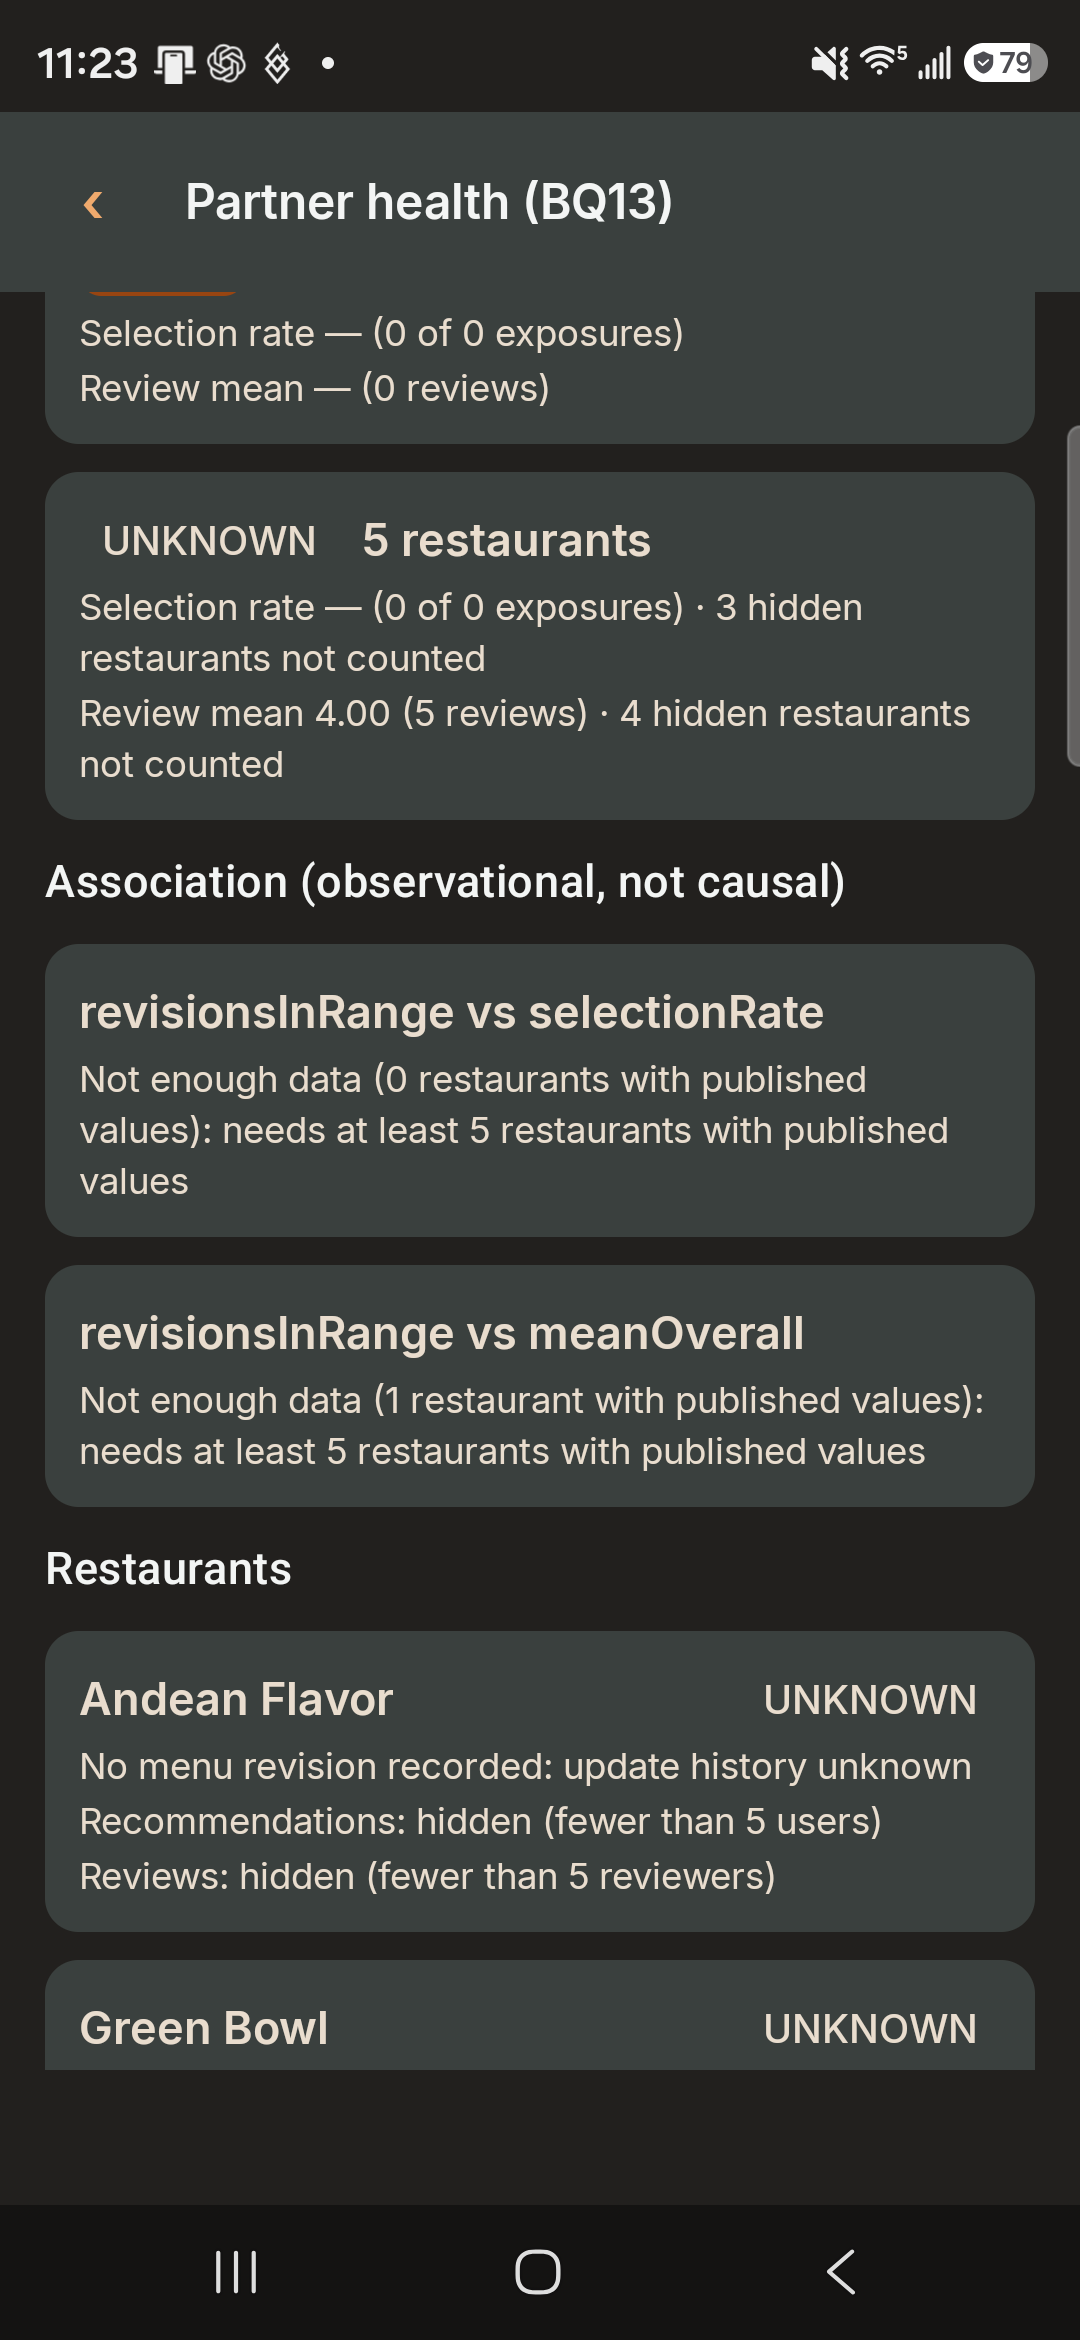 11:23
5
79
‹ Partner health (BQ13)
Selection rate — (0 of 0 exposures)
Review mean — (0 reviews)
UNKNOWN 5 restaurants
Selection rate — (0 of 0 exposures) · 3 hidden
restaurants not counted
Review mean 4.00 (5 reviews) · 4 hidden restaurants
not counted
Association (observational, not causal)
revisionsInRange vs selectionRate
Not enough data (0 restaurants with published
values): needs at least 5 restaurants with published
values
revisionsInRange vs meanOverall
Not enough data (1 restaurant with published values):
needs at least 5 restaurants with published values
Restaurants
Andean Flavor UNKNOWN
No menu revision recorded: update history unknown
Recommendations: hidden (fewer than 5 users)
Reviews: hidden (fewer than 5 reviewers)
Green Bowl UNKNOWN